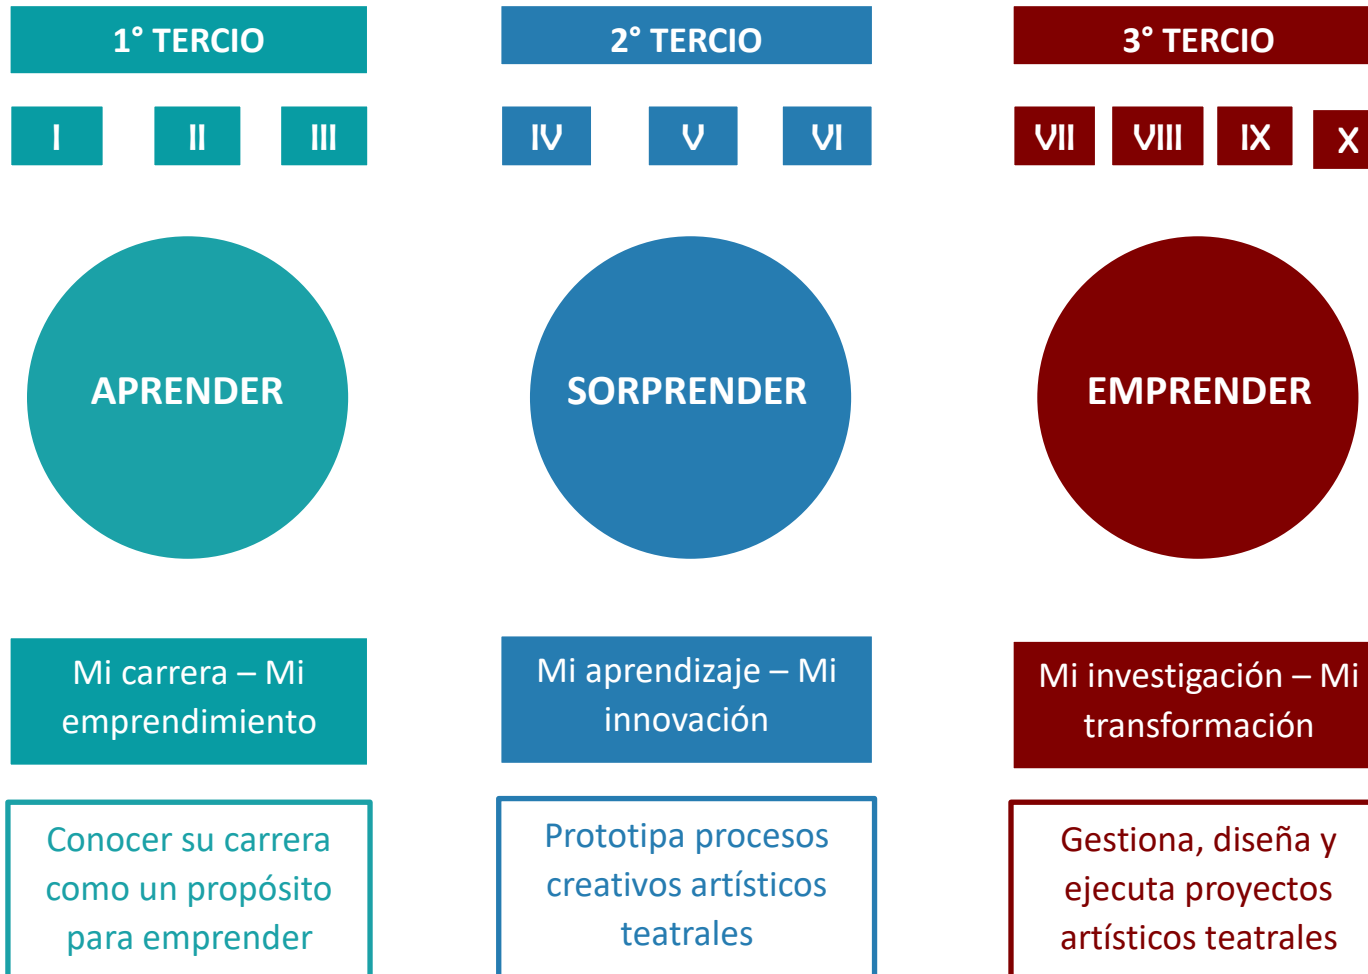 1° TERCIO
I II III
APRENDER
Mi carrera – Mi
emprendimiento
Conocer su carrera
como un propósito
para emprender
2° TERCIO
IV V VI
SORPRENDER
Mi aprendizaje – Mi
innovación
Prototipa procesos
creativos artísticos
teatrales
3° TERCIO
VII VIII IX X
EMPRENDER
Mi investigación – Mi
transformación
Gestiona, diseña y
ejecuta proyectos
artísticos teatrales